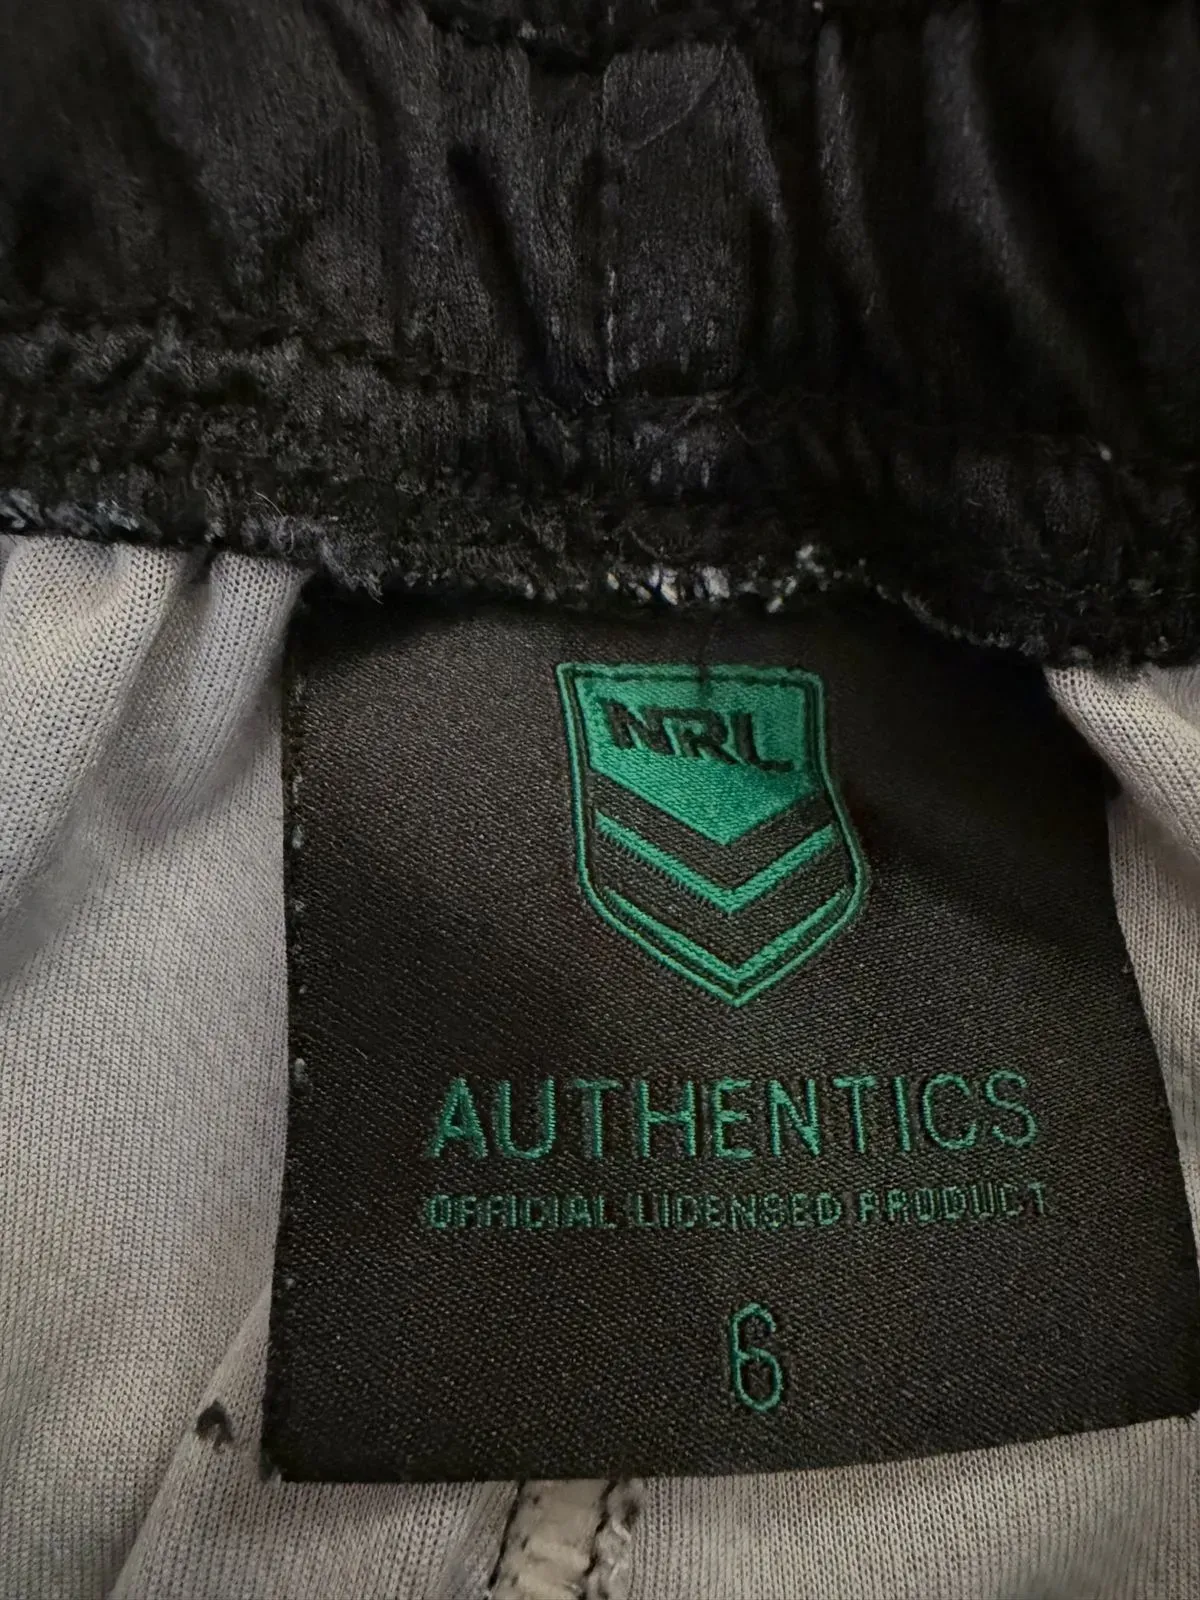 NRL
AUTHENTICS
OFFICIAL LICENSED PRODUCT
6